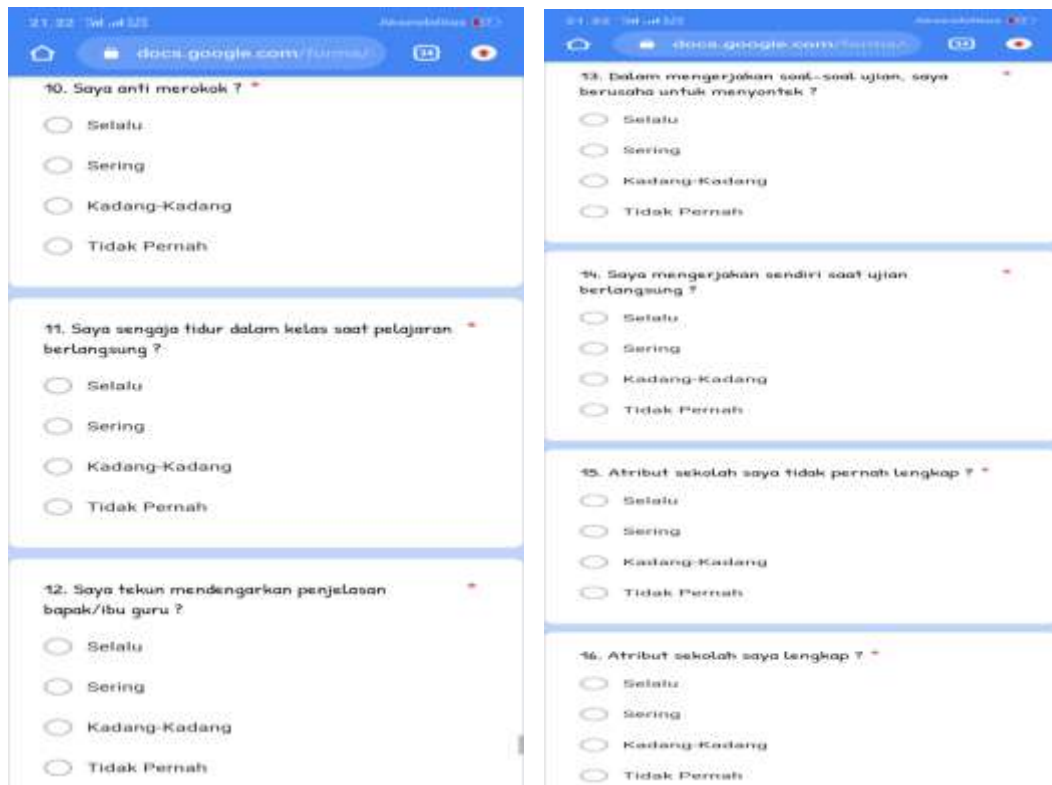 docs.google.com/forms/
34
10. Saya anti merokok ? *
Selalu
Sering
Kadang-Kadang
Tidak Pernah
11. Saya sengaja tidur dalam kelas saat pelajaran *
berlangsung ?
Selalu
Sering
Kadang-Kadang
Tidak Pernah
12. Saya tekun mendengarkan penjelasan *
bapak/ibu guru ?
Selalu
Sering
Kadang-Kadang
Tidak Pernah
docs.google.com/forms/
13. Dalam mengerjakan soal-soal ujian, saya *
berusaha untuk menyontek ?
Selalu
Sering
Kadang-Kadang
Tidak Pernah
14. Saya mengerjakan sendiri saat ujian *
berlangsung ?
Selalu
Sering
Kadang-Kadang
Tidak Pernah
15. Atribut sekolah saya tidak pernah lengkap ? *
Selalu
Sering
Kadang-Kadang
Tidak Pernah
16. Atribut sekolah saya lengkap ? *
Selalu
Sering
Kadang-Kadang
Tidak Pernah